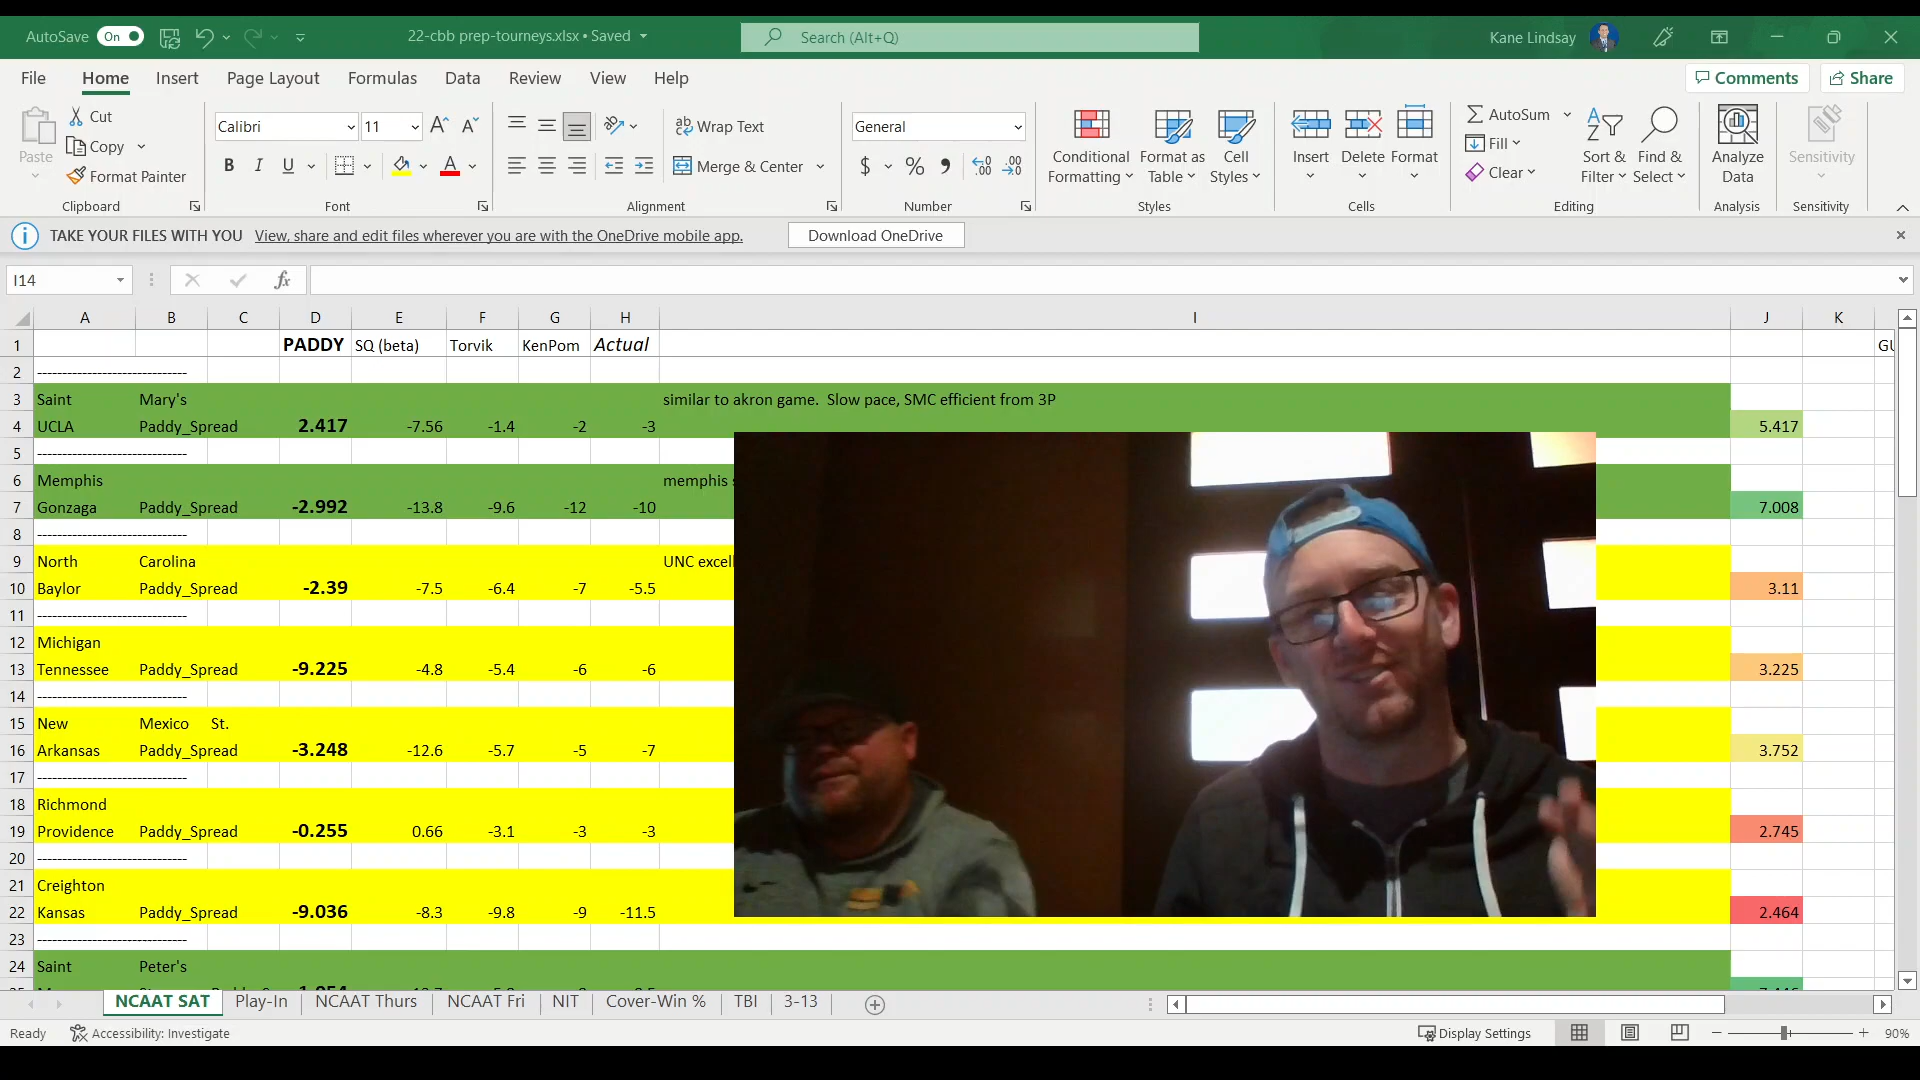 AutoSave On 22-cbb prep-tourneys.xlsx • Saved Search (Alt+Q) Kane Lindsay
File Home Insert Page Layout Formulas Data Review View Help Comments Share
Paste Cut Copy Format Painter
Clipboard
Calibri 11
B I U A
Font
Wrap Text
Merge & Center
Alignment
General
$ % ,
Number
Conditional Formatting Format as Table Cell Styles
Styles
Insert Delete Format
Cells
AutoSum
Fill
Clear
Sort & Filter Find & Select
Editing
Analyze Data
Analysis
Sensitivity
Sensitivity
TAKE YOUR FILES WITH YOU View, share and edit files wherever you are with the OneDrive mobile app. Download OneDrive
I14 fx
A B C D E F G H I J K
1 PADDY SQ (beta) Torvik KenPom Actual
2 ------------------------------
3 Saint Mary's similar to akron game. Slow pace, SMC efficient from 3P
4 UCLA Paddy_Spread 2.417 -7.56 -1.4 -2 -3 5.417
5 ------------------------------
6 Memphis memphis
7 Gonzaga Paddy_Spread -2.992 -13.8 -9.6 -12 -10 7.008
8 ------------------------------
9 North Carolina UNC excell
10 Baylor Paddy_Spread -2.39 -7.5 -6.4 -7 -5.5 3.11
11 ------------------------------
12 Michigan
13 Tennessee Paddy_Spread -9.225 -4.8 -5.4 -6 -6 3.225
14 ------------------------------
15 New Mexico St.
16 Arkansas Paddy_Spread -3.248 -12.6 -5.7 -5 -7 3.752
17 ------------------------------
18 Richmond
19 Providence Paddy_Spread -0.255 0.66 -3.1 -3 -3 2.745
20 ------------------------------
21 Creighton
22 Kansas Paddy_Spread -9.036 -8.3 -9.8 -9 -11.5 2.464
23 ------------------------------
24 Saint Peter's
NCAAT SAT Play-In NCAAT Thurs NCAAT Fri NIT Cover-Win % TBI 3-13
Ready Accessibility: Investigate Display Settings 90%